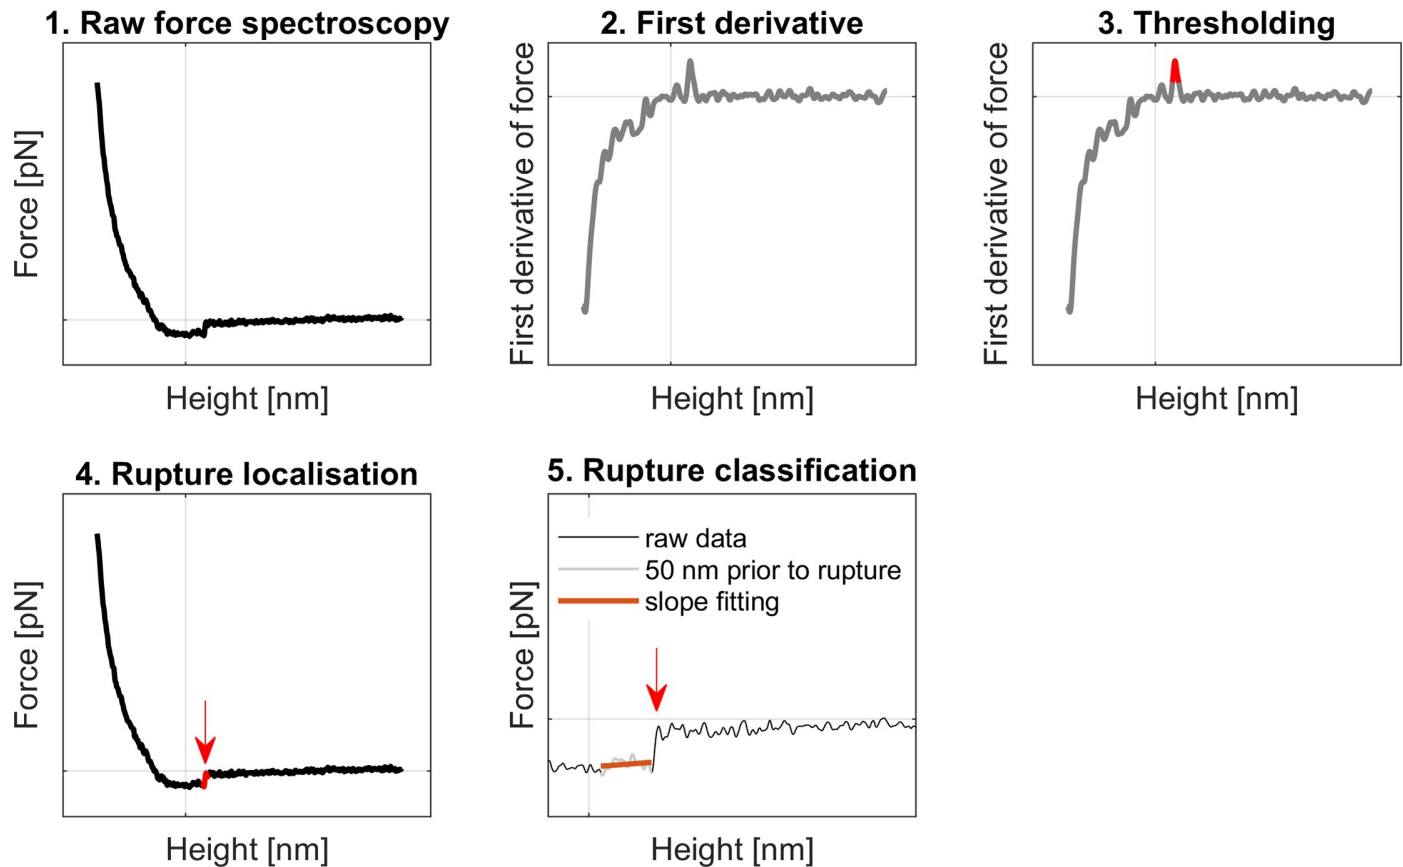 1. Raw force spectroscopy
Force [pN]
Height [nm]
2. First derivative
First derivative of force
Height [nm]
3. Thresholding
First derivative of force
Height [nm]
4. Rupture localisation
Force [pN]
Height [nm]
5. Rupture classification
raw data
50 nm prior to rupture
slope fitting
Force [pN]
Height [nm]